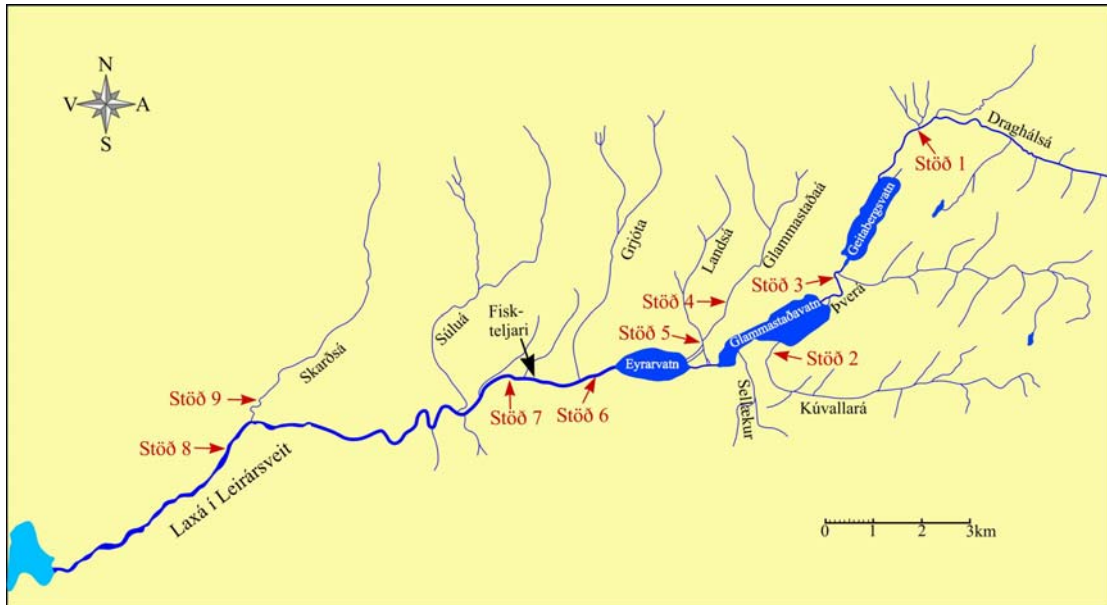 N
V
A
S
Draghálsá
Stöð 1
Geitabergsvatn
Glammastaðaá
Landsá
Grjóta
Stöð 3
Þverá
Stöð 4
Glammastaðavatn
Súluá
Fisk-
teljari
Stöð 5
Stöð 2
Eyrarvatn
Skarðsá
Stöð 9
Stöð 7
Stöð 6
Sellækur
Kúvallará
Stöð 8
Laxá í Leirársveit
0 1 2 3km